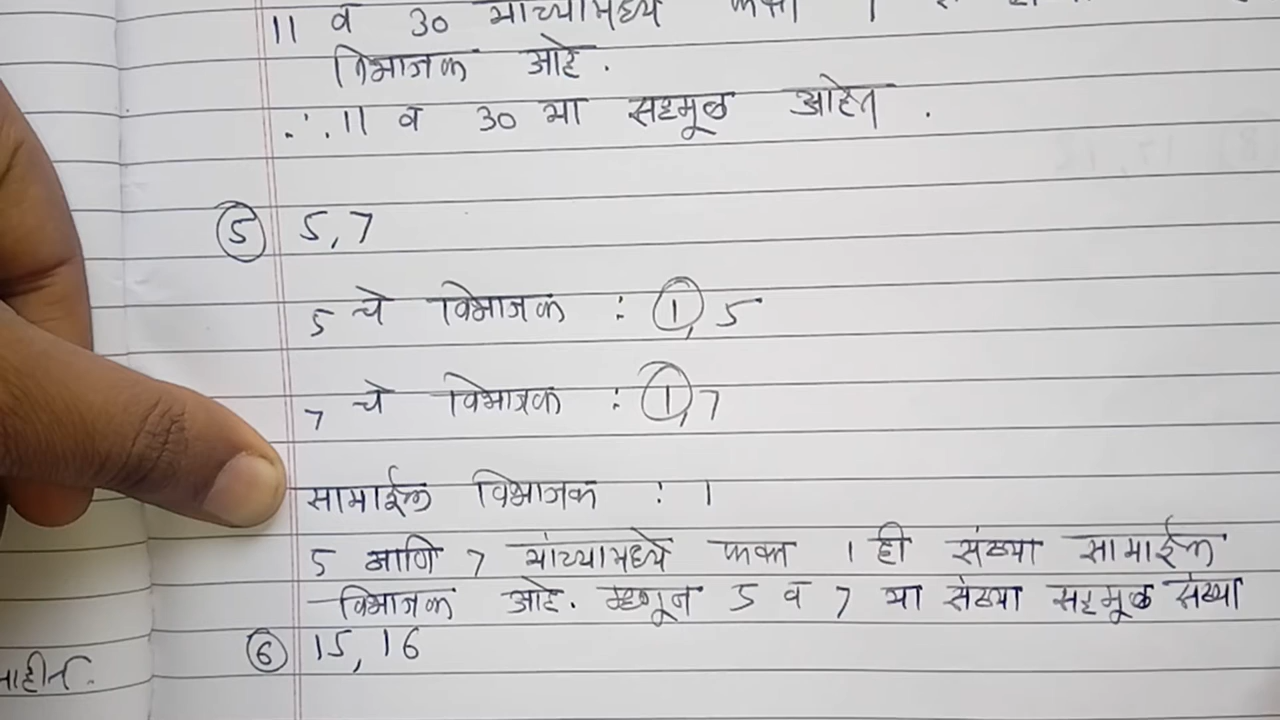 11 व 30 यांच्यामध्ये फक्त 1
विभाजक आहे.
∴ 11 व 30 या सहमूळ आहेत.
⑤ 5, 7
5 चे विभाजक : ①, 5
7 चे विभाजक : ①, 7
सामाईक विभाजक : 1
5 आणि 7 यांच्यामध्ये फक्त 1 ही संख्या सामाईक
विभाजक आहे. म्हणून 5 व 7 या संख्या सहमूळ संख्या
⑥ 15, 16
नाहीत.